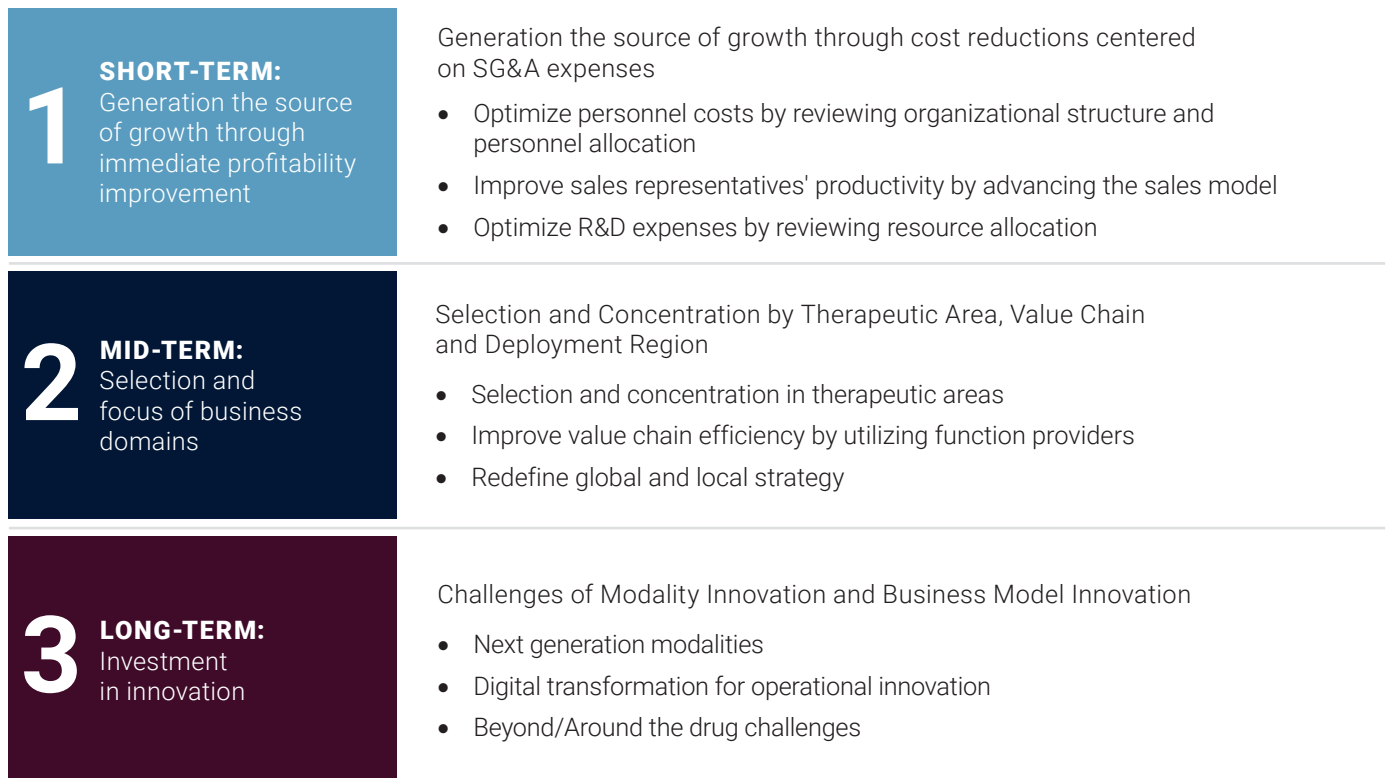 1
SHORT-TERM:
Generation the source
of growth through
immediate profitability
improvement
Generation the source of growth through cost reductions centered
on SG&A expenses
• Optimize personnel costs by reviewing organizational structure and
personnel allocation
• Improve sales representatives' productivity by advancing the sales model
• Optimize R&D expenses by reviewing resource allocation
2
MID-TERM:
Selection and
focus of business
domains
Selection and Concentration by Therapeutic Area, Value Chain
and Deployment Region
• Selection and concentration in therapeutic areas
• Improve value chain efficiency by utilizing function providers
• Redefine global and local strategy
3
LONG-TERM:
Investment
in innovation
Challenges of Modality Innovation and Business Model Innovation
• Next generation modalities
• Digital transformation for operational innovation
• Beyond/Around the drug challenges